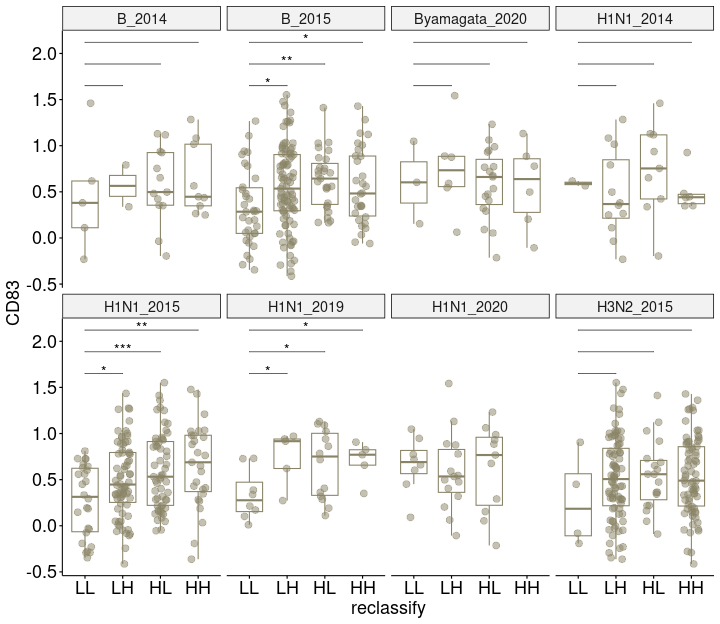 B_2014 B_2015 Byamagata_2020 H1N1_2014
2.0 * 
**
1.5 *
1.0
0.5
0.0
-0.5
CD83
H1N1_2015 H1N1_2019 H1N1_2020 H3N2_2015
2.0 ** *
*** *
1.5 * *
1.0
0.5
0.0
-0.5
LL LH HL HH LL LH HL HH LL LH HL HH LL LH HL HH
reclassify